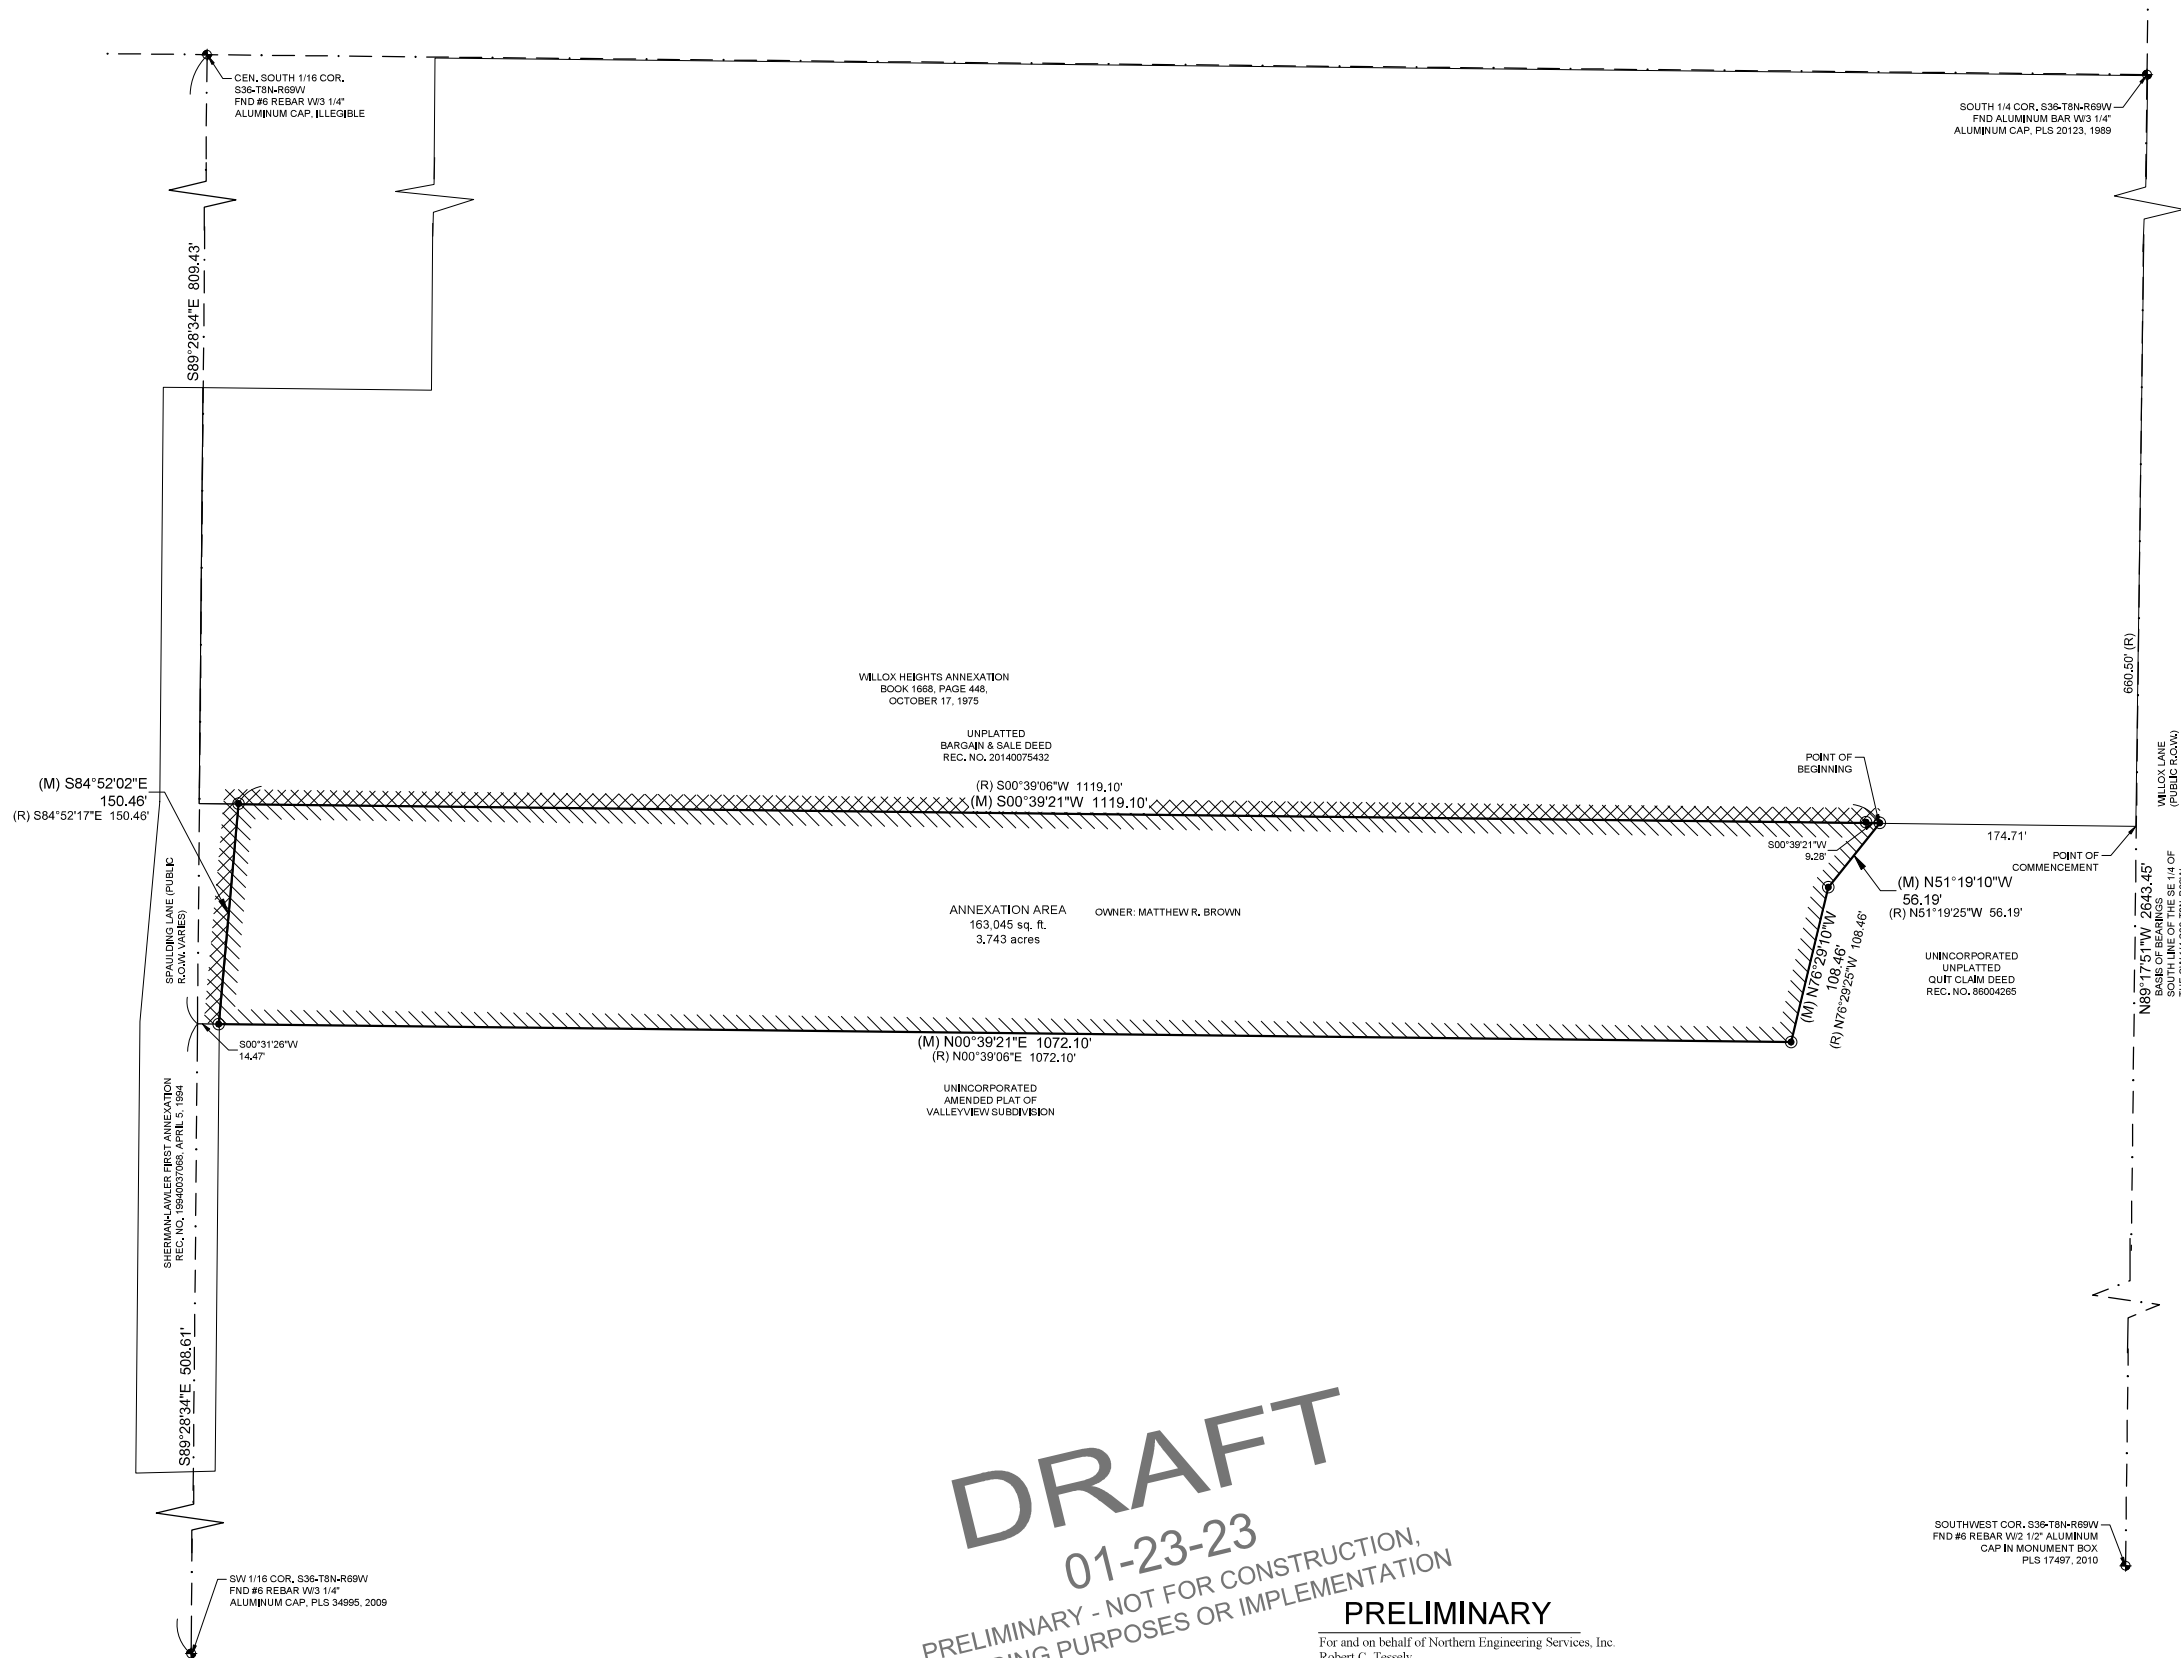 CEN. SOUTH 1/16 COR.
S36-T8N-R69W
FND #6 REBAR W/3 1/4"
ALUMINUM CAP, ILLEGIBLE
SOUTH 1/4 COR. S36-T8N-R69W
FND ALUMINUM BAR W/3 1/4"
ALUMINUM CAP, PLS 20123, 1989
S89°28'34"E 809.43'
660.50' (R)
WILLOX HEIGHTS ANNEXATION
BOOK 1668, PAGE 448,
OCTOBER 17, 1975
UNPLATTED
BARGAIN & SALE DEED
REC. NO. 20140075432
WILLOX LANE
(PUBLIC R.O.W.)
POINT OF
BEGINNING
(M) S84°52'02"E
150.46'
(R) S84°52'17"E 150.46'
(R) S00°39'06"W 1119.10'
(M) S00°39'21"W 1119.10'
174.71'
S00°39'21"W
9.28'
POINT OF
COMMENCEMENT
SPAULDING LANE (PUBLIC
R.O.W. VARIES)
ANNEXATION AREA
163,045 sq. ft.
3.743 acres
OWNER: MATTHEW R. BROWN
(M) N51°19'10"W
56.19'
(R) N51°19'25"W 56.19'
(M) N76°29'10"W
108.46'
(R) N76°29'25"W 108.46'
UNINCORPORATED
UNPLATTED
QUIT CLAIM DEED
REC. NO. 86004265
N89°17'51"W 2643.45'
BASIS OF BEARINGS
SOUTH LINE OF THE SE 1/4 OF
S00°31'26"W
14.47'
(M) N00°39'21"E 1072.10'
(R) N00°39'06"E 1072.10'
UNINCORPORATED
AMENDED PLAT OF
VALLEYVIEW SUBDIVISION
SHERMAN-LAWLER FIRST ANNEXATION
REC. NO. 19940037068, APRIL 5, 1994
S89°28'34"E 508.61'
DRAFT
01-23-23
PRELIMINARY - NOT FOR CONSTRUCTION,
PURPOSES OR IMPLEMENTATION
SOUTHWEST COR. S36-T8N-R69W
FND #6 REBAR W/2 1/2" ALUMINUM
CAP IN MONUMENT BOX
PLS 17497, 2010
SW 1/16 COR. S36-T8N-R69W
FND #6 REBAR W/3 1/4"
ALUMINUM CAP, PLS 34995, 2009
PRELIMINARY
For and on behalf of Northern Engineering Services, Inc.
Robert C. Tessely